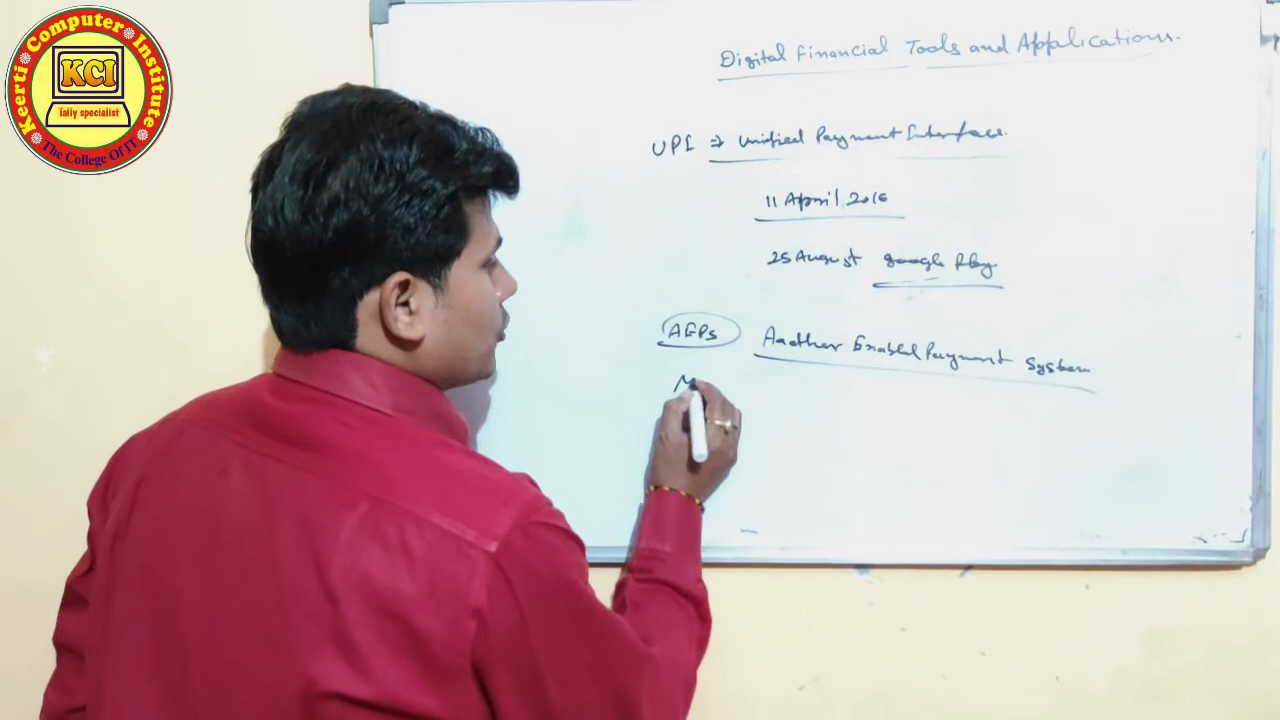 Keerti Computer Institute
KCI
Tally specialist
The College Of IT
Digital Financial Tools and Applications.
UPI ⇒ Unified Payment Interface.
11 April, 2016
25 August google Play
AEPS Aadhar Enabled Payment System
N